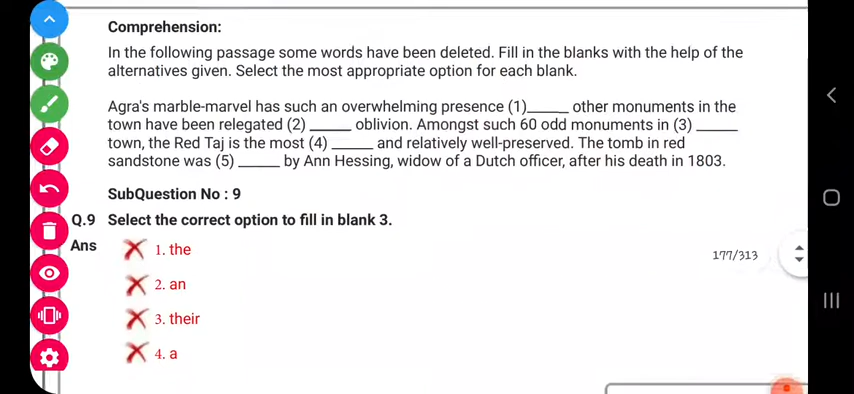 Comprehension:
In the following passage some words have been deleted. Fill in the blanks with the help of the
alternatives given. Select the most appropriate option for each blank.
Agra's marble-marvel has such an overwhelming presence (1)_____ other monuments in the
town have been relegated (2) _____ oblivion. Amongst such 60 odd monuments in (3) _____
town, the Red Taj is the most (4) _____ and relatively well-preserved. The tomb in red
sandstone was (5) _____ by Ann Hessing, widow of a Dutch officer, after his death in 1803.
SubQuestion No : 9
Q.9 Select the correct option to fill in blank 3.
Ans 1. the
177/313
2. an
3. their
4. a